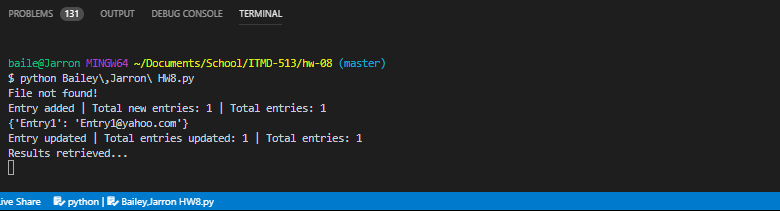 PROBLEMS 131 OUTPUT DEBUG CONSOLE TERMINAL
baile@Jarron MINGW64 ~/Documents/School/ITMD-513/hw-08 (master)
$ python Bailey\,Jarron\ HW8.py
File not found!
Entry added | Total new entries: 1 | Total entries: 1
{'Entry1': 'Entry1@yahoo.com'}
Entry updated | Total entries updated: 1 | Total entries: 1
Results retrieved...
ive Share python | Bailey,Jarron HW8.py